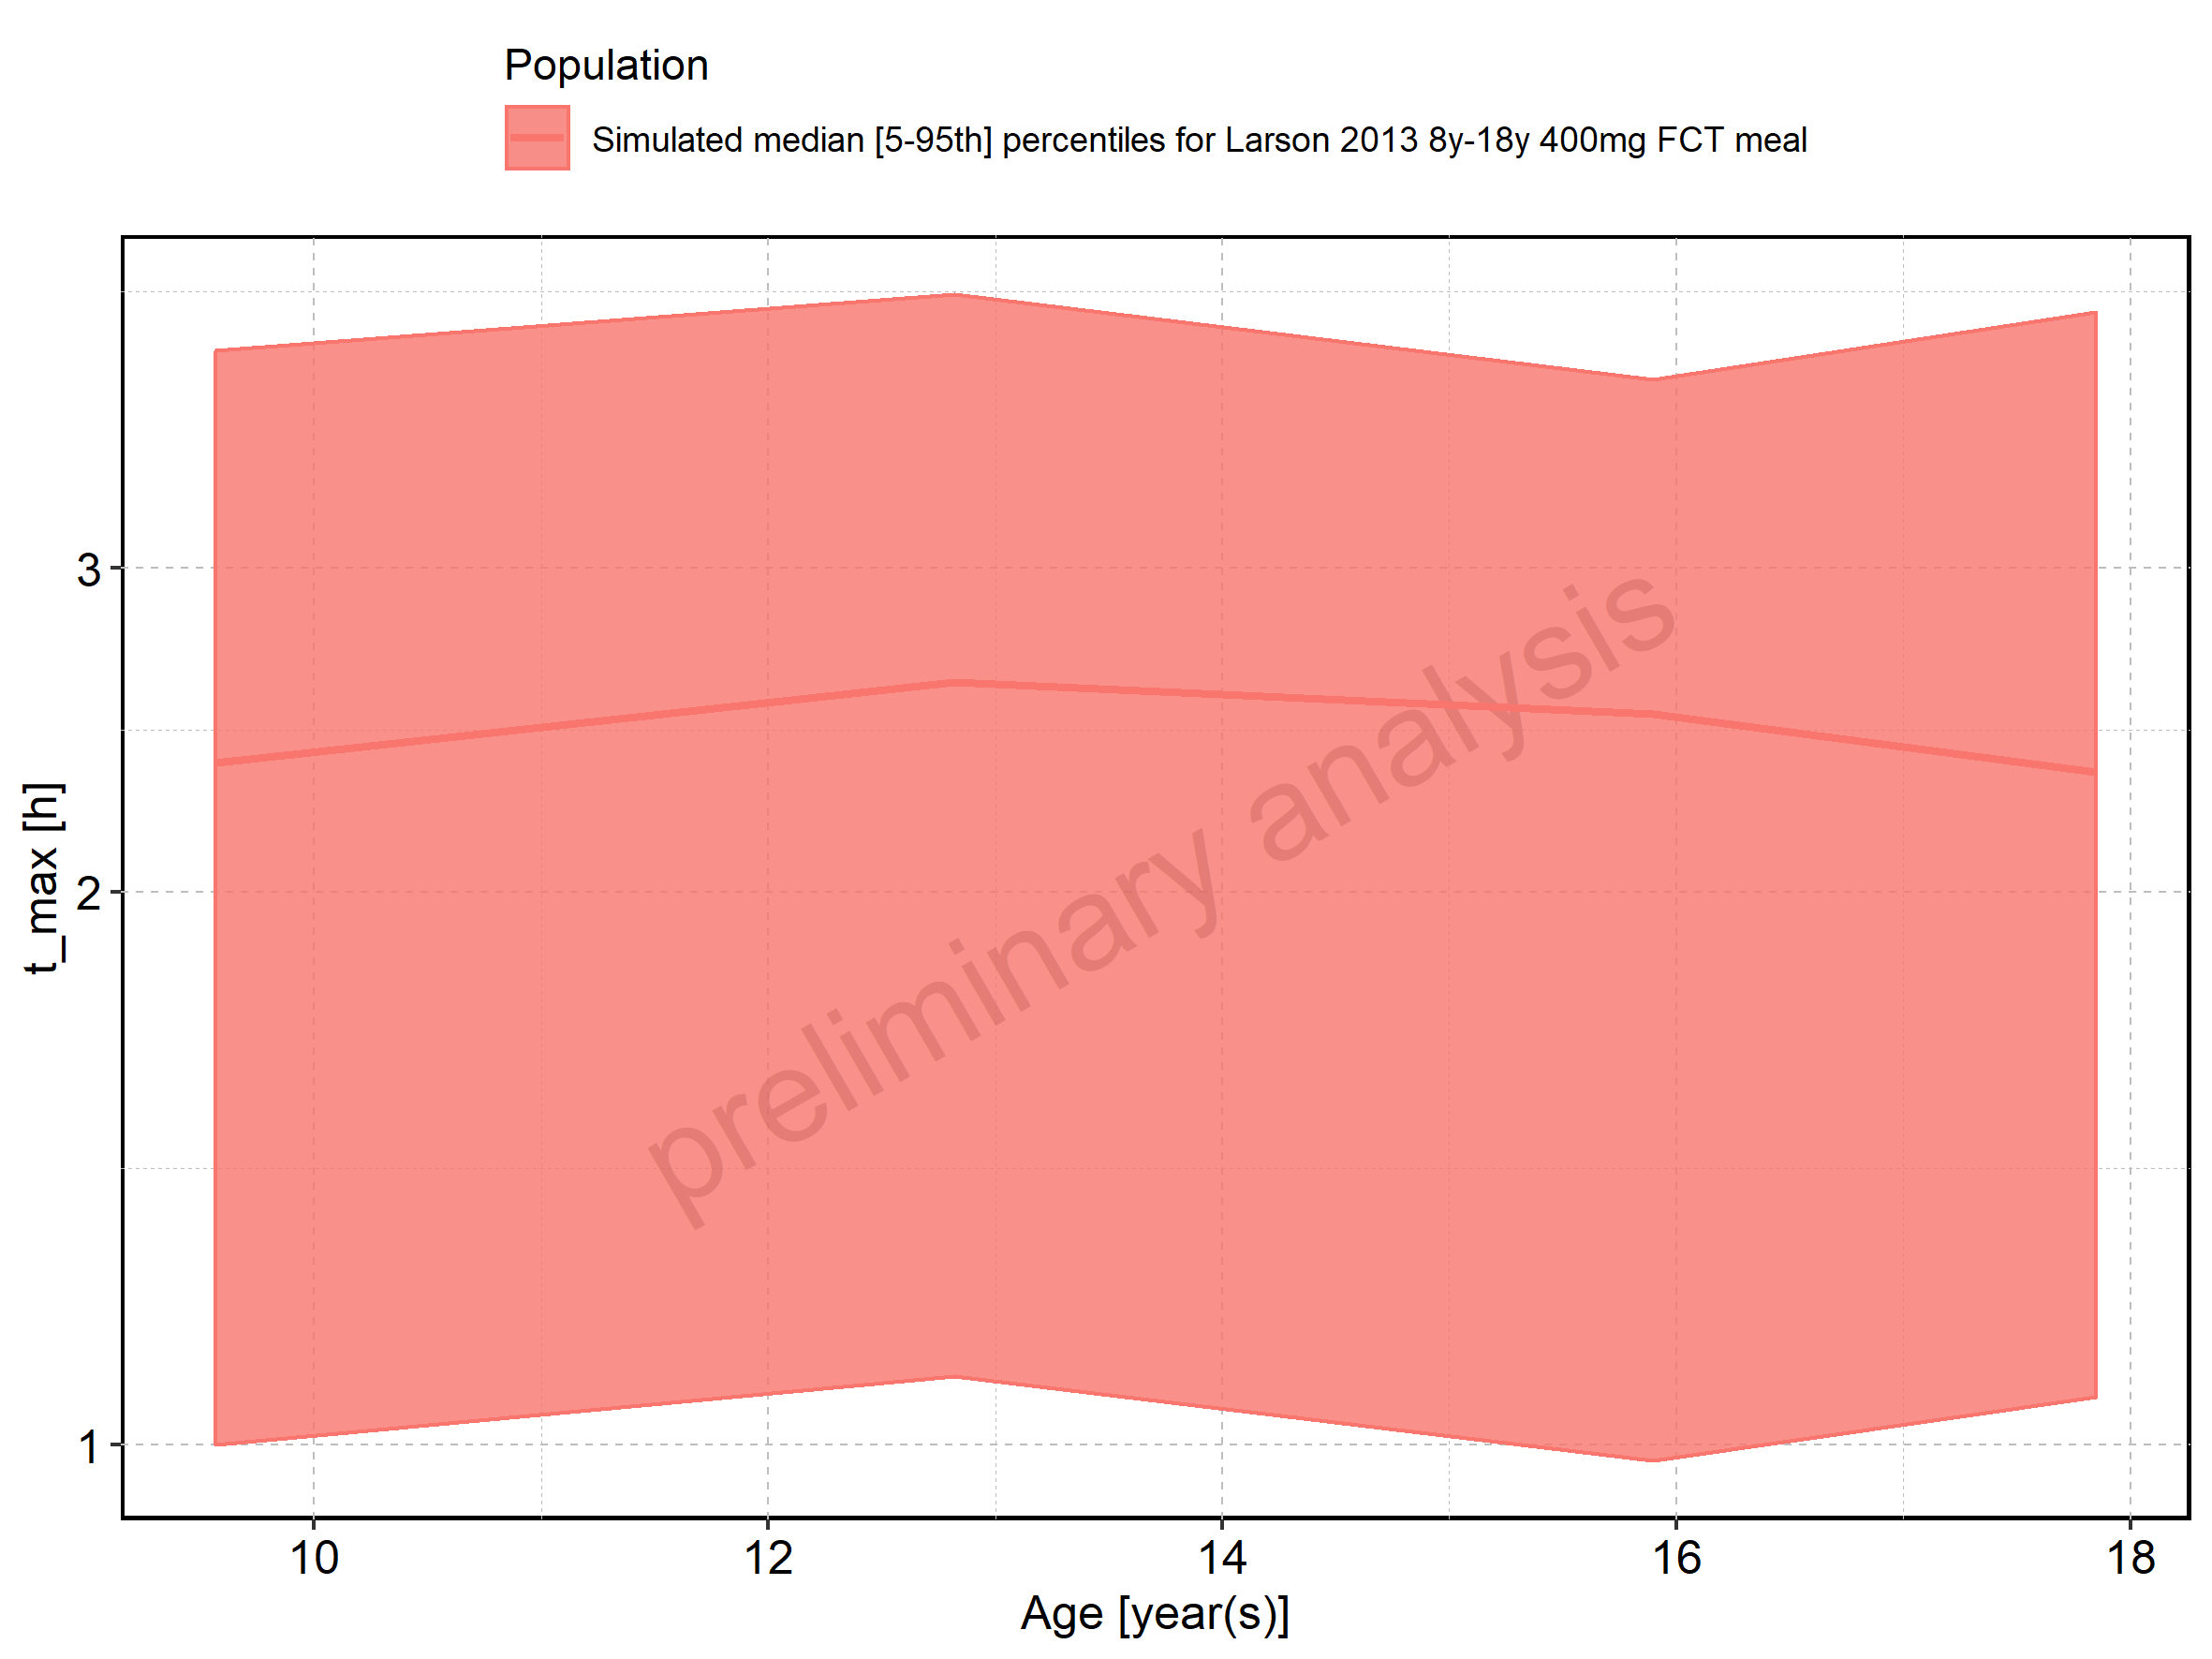 Population
Simulated median [5-95th] percentiles for Larson 2013 8y-18y 400mg FCT meal
3
2
1
t_max [h]
preliminary analysis
10 12 14 16 18
Age [year(s)]